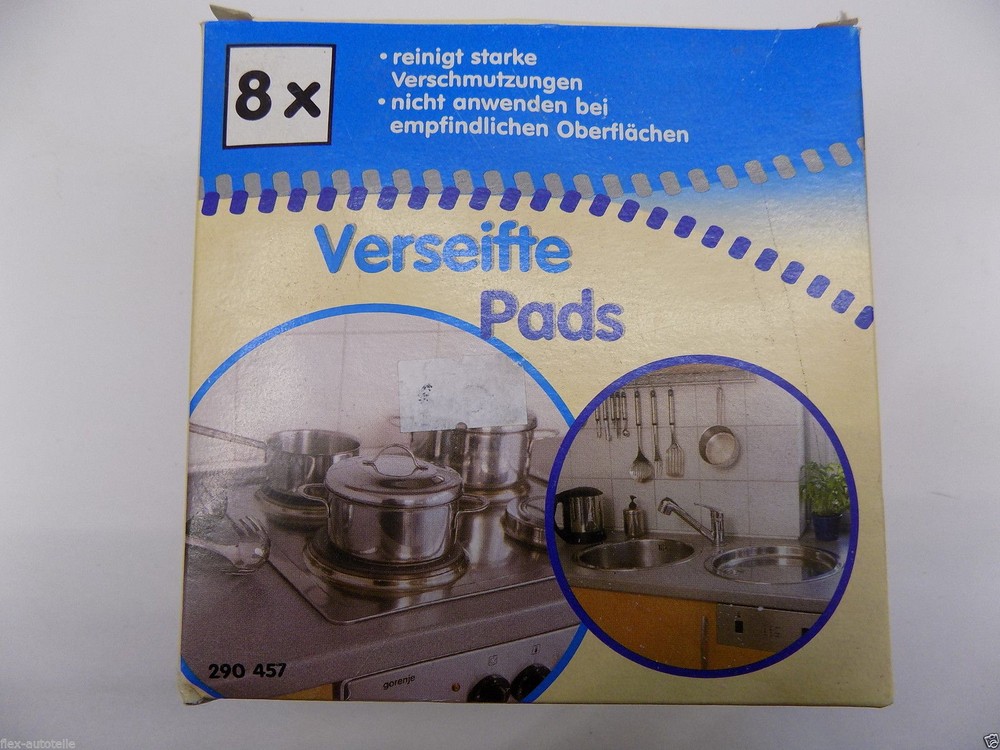 8 x
• reinigt starke
Verschmutzungen
• nicht anwenden bei
empfindlichen Oberflächen
Verseifte
Pads
290 457
gorenje
flex-autoteile